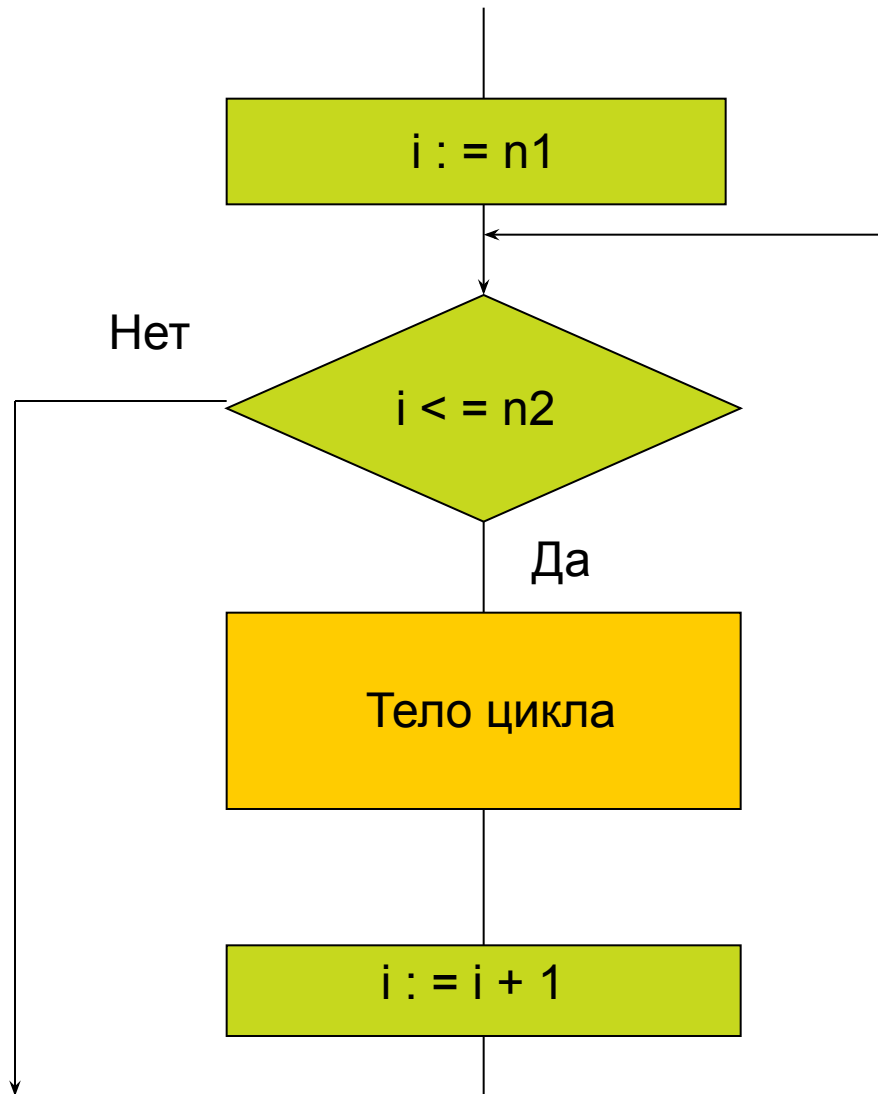 i : = n1
Нет
i < = n2
Да
Тело цикла
i : = i + 1